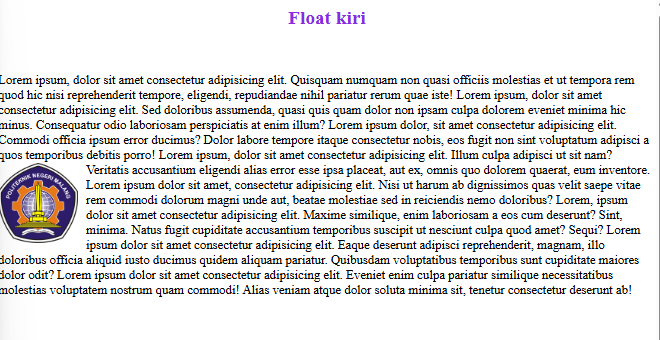 Float kiri
Lorem ipsum, dolor sit amet consectetur adipisicing elit. Quisquam numquam non quasi officiis molestias et ut tempora rem
quod hic nisi reprehenderit tempore, eligendi, repudiandae nihil pariatur rerum quae iste! Lorem ipsum, dolor sit amet
consectetur adipisicing elit. Sed doloribus assumenda, quasi quis quam dolor non ipsam culpa dolorem eveniet minima hic
minus. Consequatur odio laboriosam perspiciatis at enim illum? Lorem ipsum dolor, sit amet consectetur adipisicing elit.
Commodi officia ipsum error ducimus? Dolor labore tempore itaque consectetur nobis, eos fugit non sint voluptatum adipisci a
quos temporibus debitis porro! Lorem ipsum, dolor sit amet consectetur adipisicing elit. Illum culpa adipisci ut sit nam?
Veritatis accusantium eligendi alias error esse ipsa placeat, aut ex, omnis quo dolorem quaerat, eum inventore.
Lorem ipsum dolor sit amet, consectetur adipisicing elit. Nisi ut harum ab dignissimos quas velit saepe vitae
rem commodi dolorum magni unde aut, beatae molestiae sed in reiciendis nemo doloribus? Lorem, ipsum
dolor sit amet consectetur adipisicing elit. Maxime similique, enim laboriosam a eos cum deserunt? Sint,
minima. Natus fugit cupiditate accusantium temporibus suscipit ut nesciunt culpa quod amet? Sequi? Lorem
ipsum dolor sit amet consectetur adipisicing elit. Eaque deserunt adipisci reprehenderit, magnam, illo
doloribus officia aliquid iusto ducimus quidem aliquam pariatur. Quibusdam voluptatibus temporibus sunt cupiditate maiores
dolor odit? Lorem ipsum dolor sit amet consectetur adipisicing elit. Eveniet enim culpa pariatur similique necessitatibus
molestias voluptatem nostrum quam commodi! Alias veniam atque dolor soluta minima sit, tenetur consectetur deserunt ab!
POLITEKNIK NEGERI MALANG